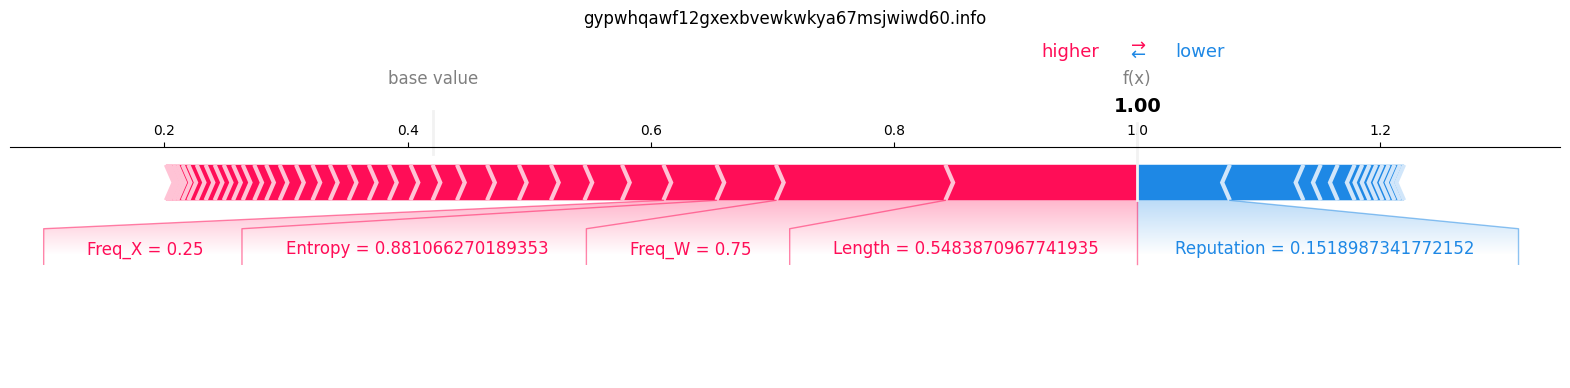 gypwhqawf12gxexbvewkwkya67msjwiwd60.info
higher ⇄ lower
base value f(x)
1.00
0.2 0.4 0.6 0.8 1.0 1.2
Freq_X = 0.25 Entropy = 0.881066270189353 Freq_W = 0.75 Length = 0.5483870967741935 Reputation = 0.1518987341772152